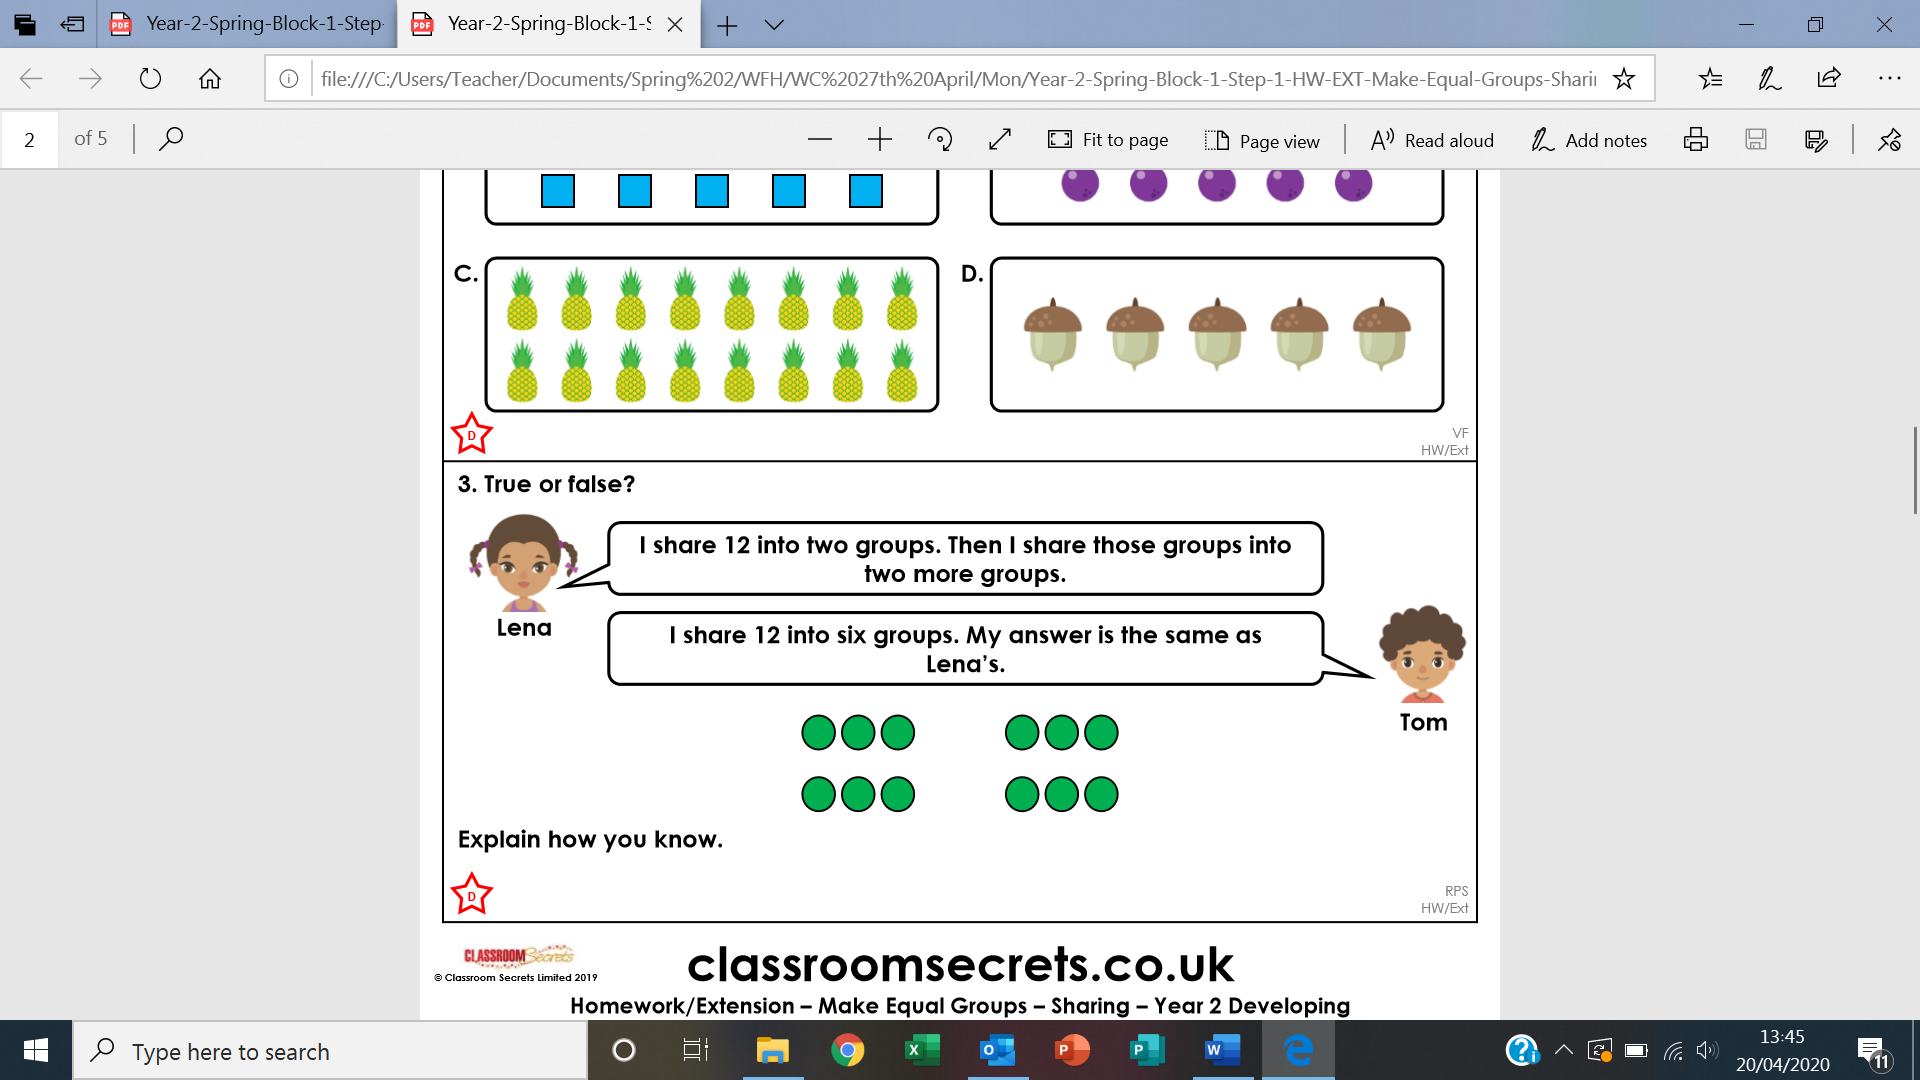 Year-2-Spring-Block-1-Step-
Year-2-Spring-Block-1-S
file:///C:/Users/Teacher/Documents/Spring%202/WFH/WC%2027th%20April/Mon/Year-2-Spring-Block-1-Step-1-HW-EXT-Make-Equal-Groups-Sharin
2 of 5
Fit to page
Page view
Read aloud
Add notes
C.
D.
D
VF
HW/Ext
3. True or false?
I share 12 into two groups. Then I share those groups into
two more groups.
Lena
I share 12 into six groups. My answer is the same as
Lena's.
Tom
Explain how you know.
D
RPS
HW/Ext
CLASSROOM Secrets
© Classroom Secrets Limited 2019
classroomsecrets.co.uk
Homework/Extension – Make Equal Groups – Sharing – Year 2 Developing
Type here to search
13:45
20/04/2020
11